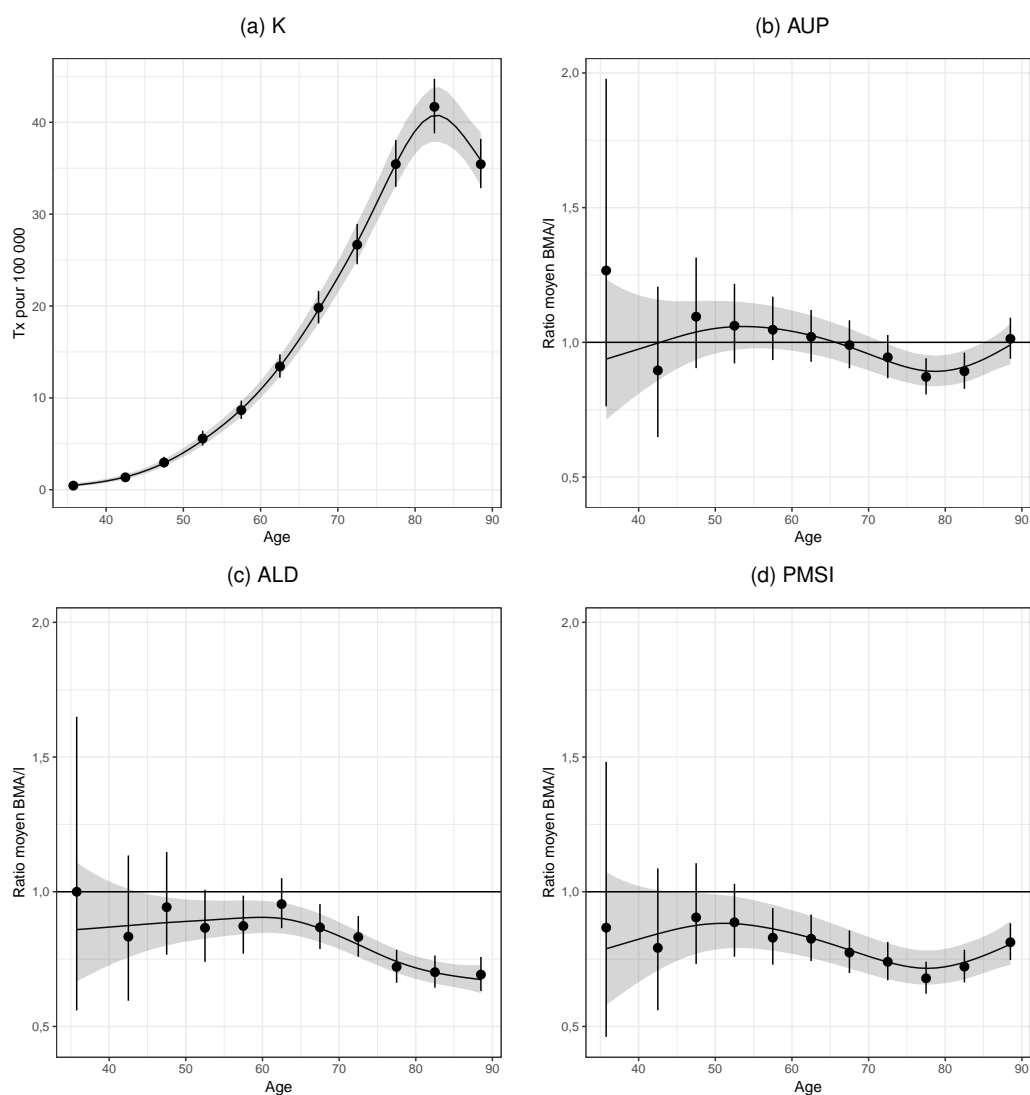 (a) K
Tx pour 100 000
40
30
20
10
0
40 50 60 70 80 90
Age
(b) AUP
Ratio moyen BMA/I
2,0
1,5
1,0
0,5
40 50 60 70 80 90
Age
(c) ALD
Ratio moyen BMA/I
2,0
1,5
1,0
0,5
40 50 60 70 80 90
Age
(d) PMSI
Ratio moyen BMA/I
2,0
1,5
1,0
0,5
40 50 60 70 80 90
Age